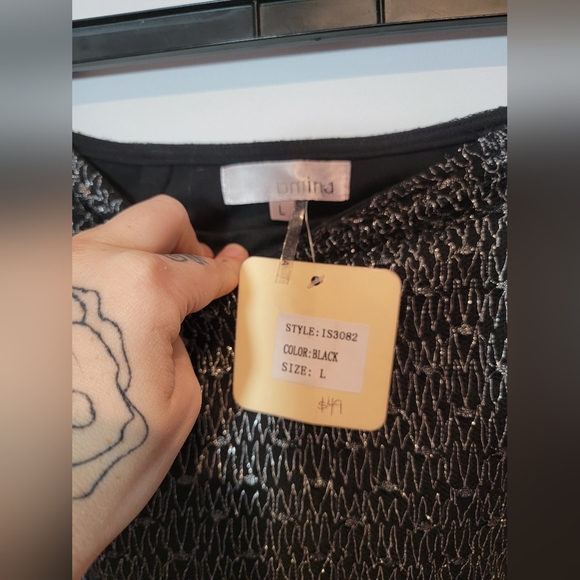 L
STYLE:IS3082
COLOR:BLACK
SIZE: L
$49